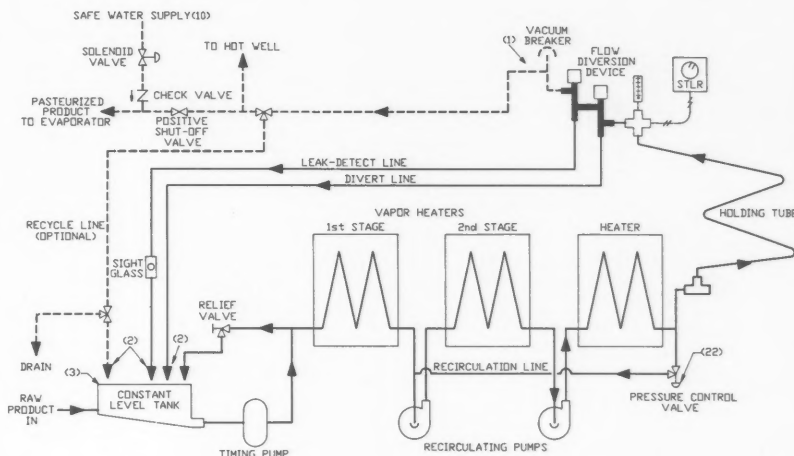 SAFE WATER SUPPLY(10)
SOLENOID
VALVE
TO HOT WELL
(1)
VACUUM
BREAKER
FLOW
DIVERSION
DEVICE
STLR
CHECK VALVE
PASTEURIZED
PRODUCT
TO EVAPORATOR
POSITIVE
SHUT-OFF
VALVE
LEAK-DETECT LINE
DIVERT LINE
RECYCLE LINE
(OPTIONAL)
SIGHT
GLASS
VAPOR HEATERS
1st STAGE
2nd STAGE
HEATER
HOLDING TUBE
RELIEF
VALVE
(2)
(2)
DRAIN
(3)
CONSTANT
LEVEL TANK
RAW
PRODUCT
IN
TIMING PUMP
RECIRCULATION LINE
(22)
PRESSURE CONTROL
VALVE
RECIRCULATING PUMPS